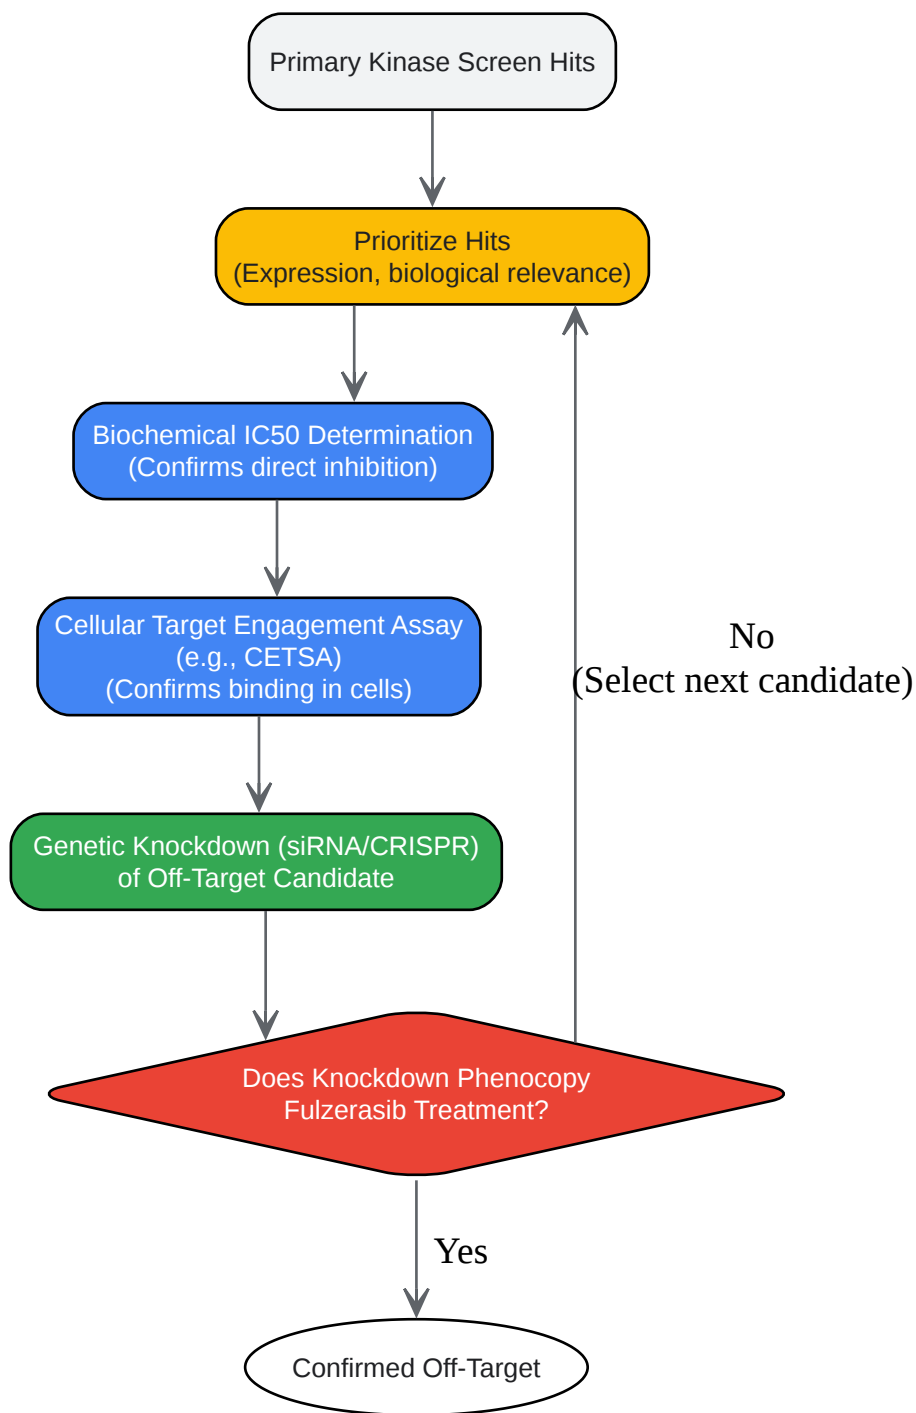 Primary Kinase Screen Hits
Prioritize Hits
(Expression, biological relevance)
Biochemical IC50 Determination
(Confirms direct inhibition)
Cellular Target Engagement Assay
(e.g., CETSA)
(Confirms binding in cells)
No
(Select next candidate)
Genetic Knockdown (siRNA/CRISPR)
of Off-Target Candidate
Does Knockdown Phenocopy
Fulzerasib Treatment?
Yes
Confirmed Off-Target